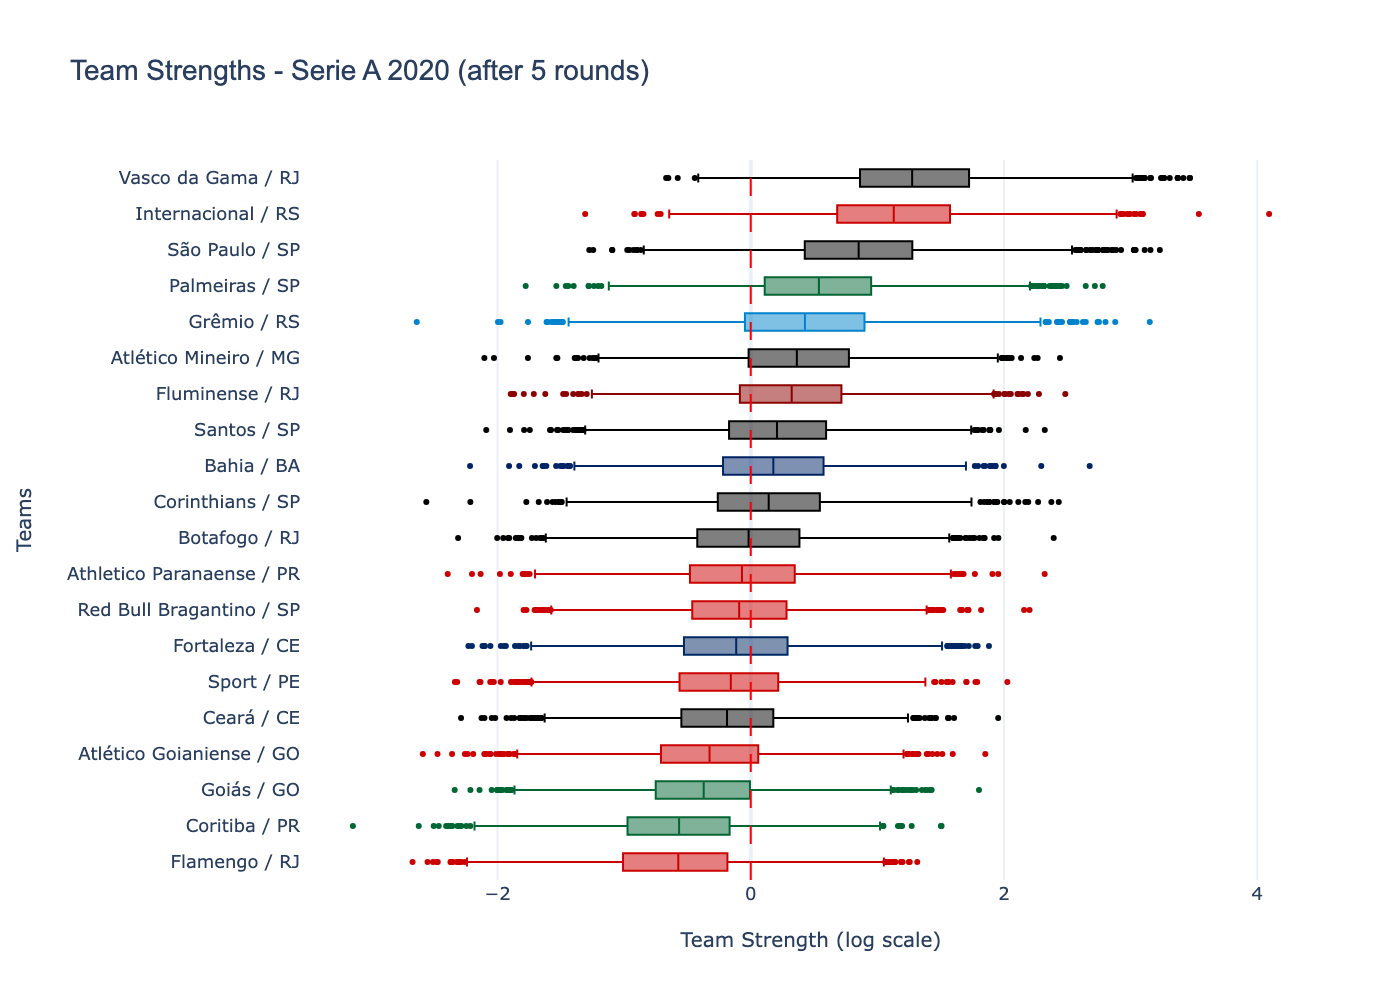 Team Strengths - Serie A 2020 (after 5 rounds)
Teams
Vasco da Gama / RJ
Internacional / RS
São Paulo / SP
Palmeiras / SP
Grêmio / RS
Atlético Mineiro / MG
Fluminense / RJ
Santos / SP
Bahia / BA
Corinthians / SP
Botafogo / RJ
Athletico Paranaense / PR
Red Bull Bragantino / SP
Fortaleza / CE
Sport / PE
Ceará / CE
Atlético Goianiense / GO
Goiás / GO
Coritiba / PR
Flamengo / RJ
−2 0 2 4
Team Strength (log scale)